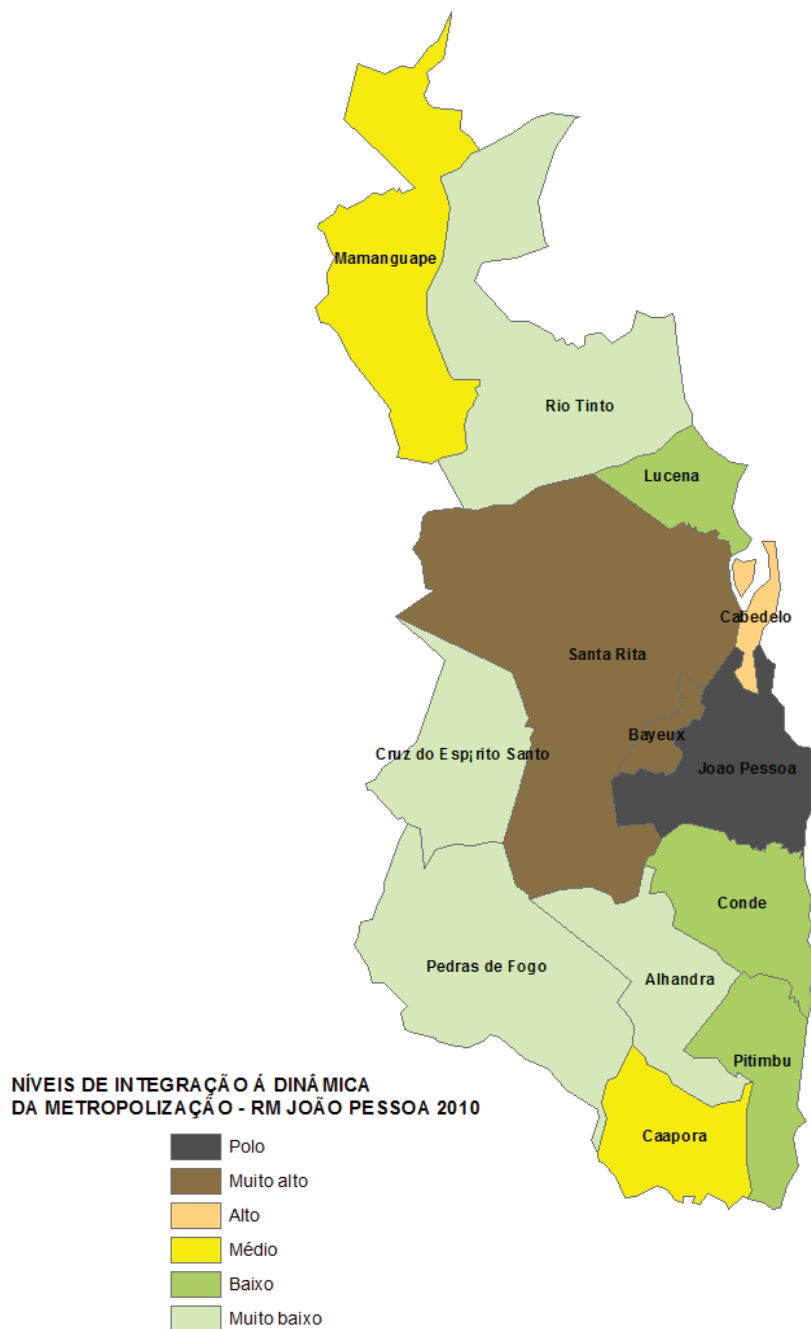 Mamanguape
Rio Tinto
Lucena
Cabedelo
Santa Rita
Bayeux
Cruz do Esp¡rito Santo
Joao Pessoa
Conde
Pedras de Fogo
Alhandra
Pitimbu
Caapora
NÍVEIS DE INTEGRAÇÃO Á DINÂMICA
DA METROPOLIZAÇÃO - RM JOÃO PESSOA 2010
Polo
Muito alto
Alto
Médio
Baixo
Muito baixo